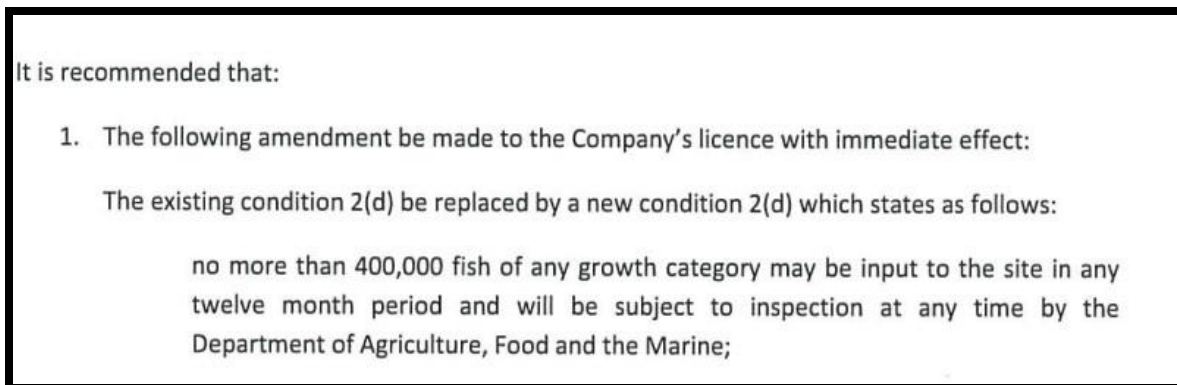 It is recommended that:
1. The following amendment be made to the Company's licence with immediate effect:
The existing condition 2(d) be replaced by a new condition 2(d) which states as follows:
no more than 400,000 fish of any growth category may be input to the site in any
twelve month period and will be subject to inspection at any time by the
Department of Agriculture, Food and the Marine;